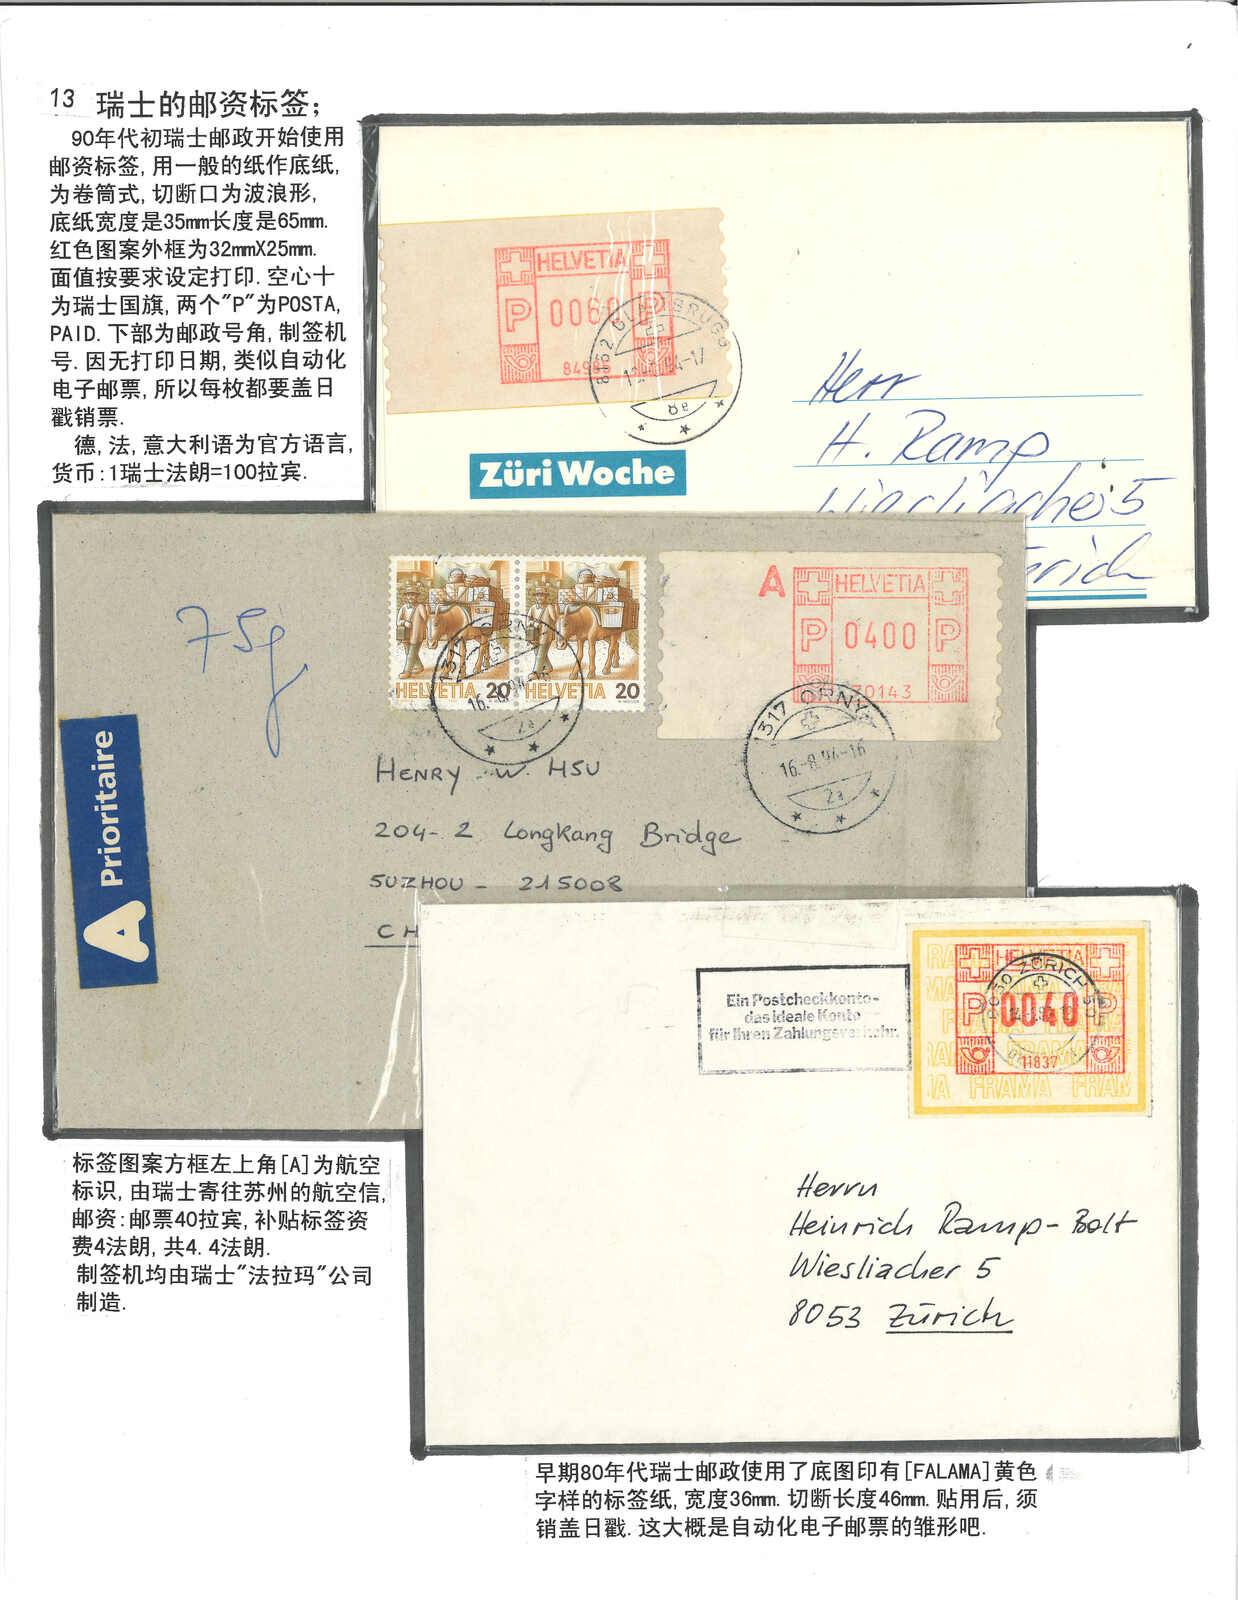 13 瑞士的邮资标签;
90年代初瑞士邮政开始使用
邮资标签,用一般的纸作底纸,
为卷筒式,切断口为波浪形,
底纸宽度是35mm长度是65mm.
红色图案外框为32mmX25mm.
面值按要求设定打印.空心十
为瑞士国旗,两个"P"为POSTA,
PAID.下部为邮政号角,制签机
号.因无打印日期,类似自动化
电子邮票,所以每枚都要盖日
戳销票.
德,法,意大利语为官方语言,
货币:1瑞士法朗=100拉宾.
HELVETIA
P P
Züri Woche
Herr
H. Ramp
Wiesliacher 5
75g
HELVETIA 20
HELVETIA 20
A
HELVETIA
P 0400 P
70143
1317 ORNY
16.-8.94-16
2a
A Prioritaire
HENRY W. HSU
204-2 Longkang Bridge
SUZHOU - 215008
CH
Ein Postcheckkonto-
das ideale Konto
für Ihren Zahlungsverkehr.
HELVETIA
P 0040 P
11837
FRAMA
ZÜRICH
Herrn
Heinrich Ramp-Bolt
Wiesliacher 5
8053 Zürich
标签图案方框左上角[A]为航空
标识,由瑞士寄往苏州的航空信,
邮资:邮票40拉宾,补贴标签资
费4法朗,共4.4法朗.
制签机均由瑞士"法拉玛"公司
制造.
早期80年代瑞士邮政使用了底图印有[FALAMA]黄色
字样的标签纸,宽度36mm.切断长度46mm.贴用后,须
销盖日戳.这大概是自动化电子邮票的雏形吧.